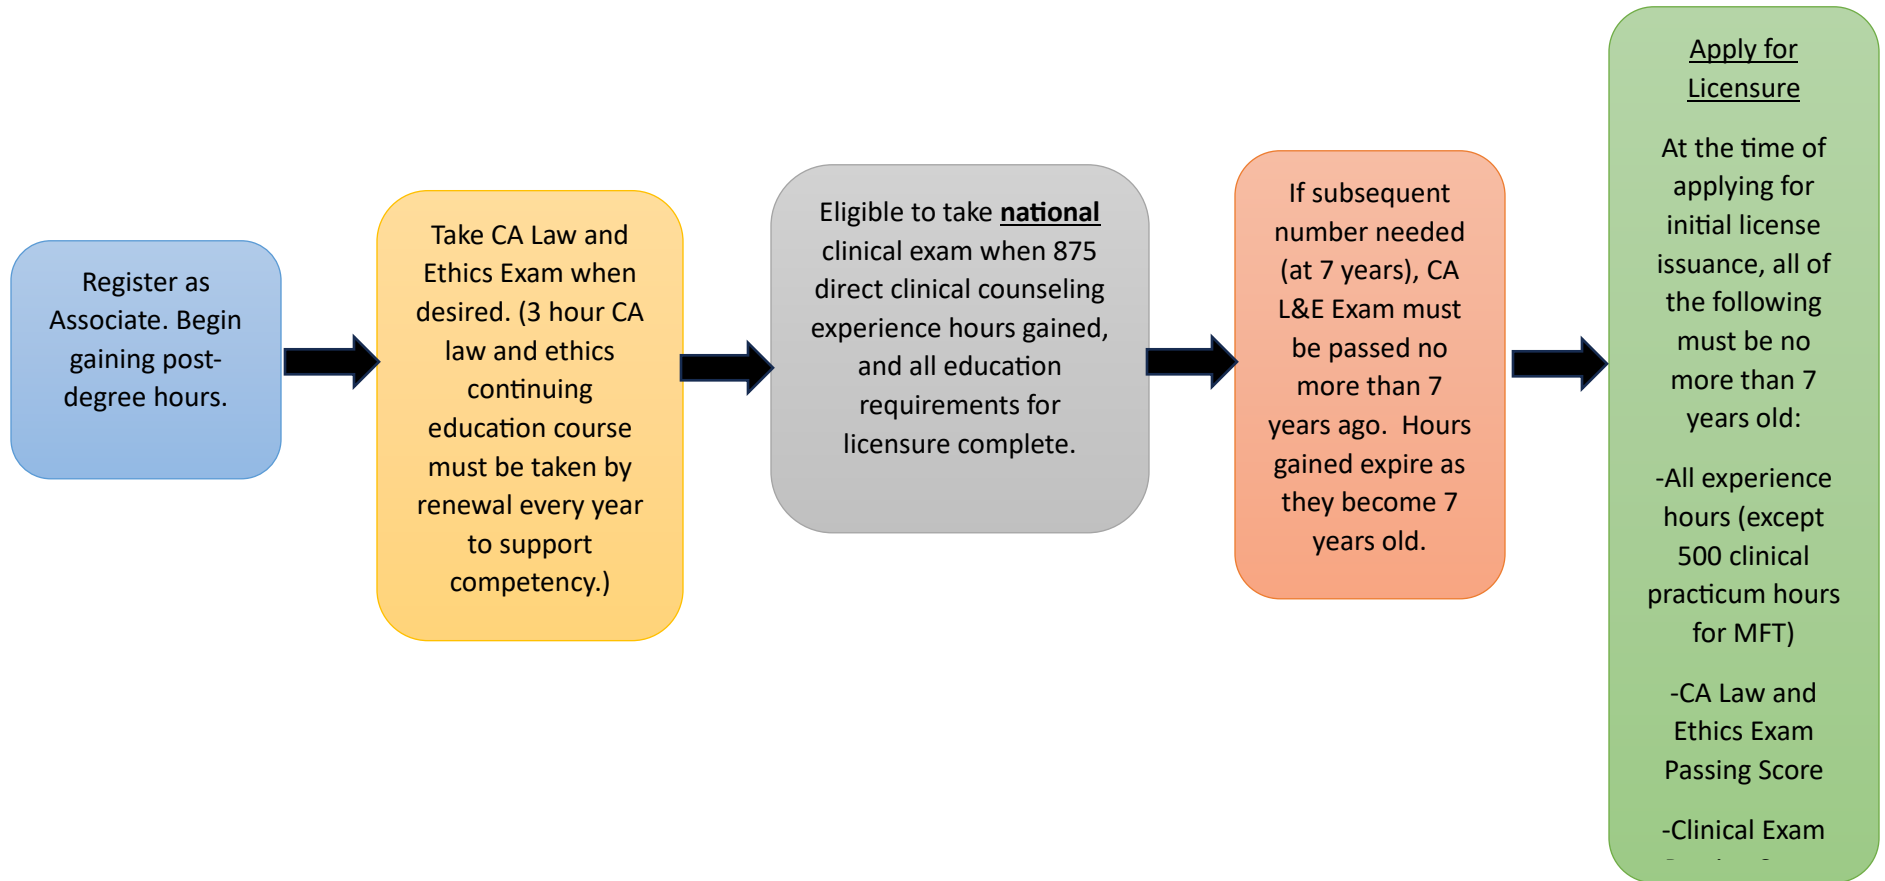 Register as
Associate. Begin
gaining post-
degree hours.
Take CA Law and
Ethics Exam when
desired. (3 hour CA
law and ethics
continuing
education course
must be taken by
renewal every year
to support
competency.)
Eligible to take national
clinical exam when 875
direct clinical counseling
experience hours gained,
and all education
requirements for
licensure complete.
If subsequent
number needed
(at 7 years), CA
L&E Exam must
be passed no
more than 7
years ago.  Hours
gained expire as
they become 7
years old.
Apply for
Licensure
At the time of
applying for
initial license
issuance, all of
the following
must be no
more than 7
years old:
-All experience
hours (except
500 clinical
practicum hours
for MFT)
-CA Law and
Ethics Exam
Passing Score
-Clinical Exam